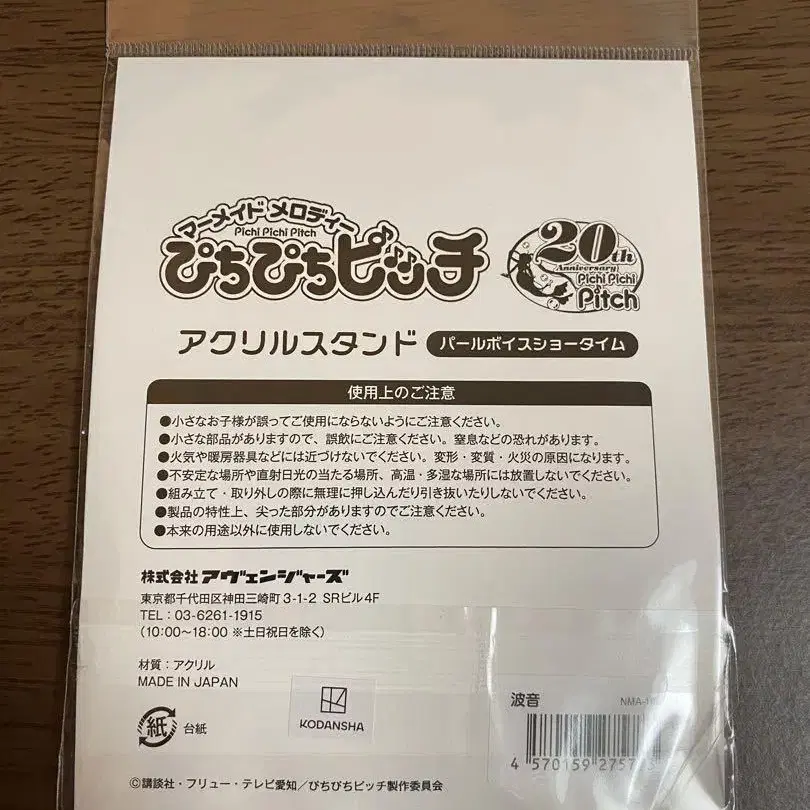 マーメイド メロディー
Pichi Pichi Pitch
ぴちぴちピッチ
20th
Anniversary
Pichi Pichi
Pitch
アクリルスタンド パールボイスショータイム
使用上のご注意
●小さなお子様が誤ってご使用にならないようにご注意ください。
●小さな部品がありますので、誤飲にご注意ください。窒息などの恐れがあります。
●火気や暖房器具などには近づけないでください。変形・変質・火災の原因になります。
●不安定な場所や直射日光の当たる場所、高温・多湿な場所には放置しないでください。
●組み立て・取り外しの際に無理に押し込んだり引き抜いたりしないでください。
●製品の特性上、尖った部分がありますのでご注意ください。
●本来の用途以外に使用しないでください。
株式会社 アヴェンジャーズ
東京都千代田区神田三崎町3-1-2 SRビル4F
TEL：03-6261-1915
(10:00〜18:00 ※土日祝日を除く)
材質：アクリル
MADE IN JAPAN
紙 台紙
KODANSHA
波音
NMA-
4 570159 275
©講談社・フリュー・テレビ愛知／ぴちぴちピッチ製作委員会